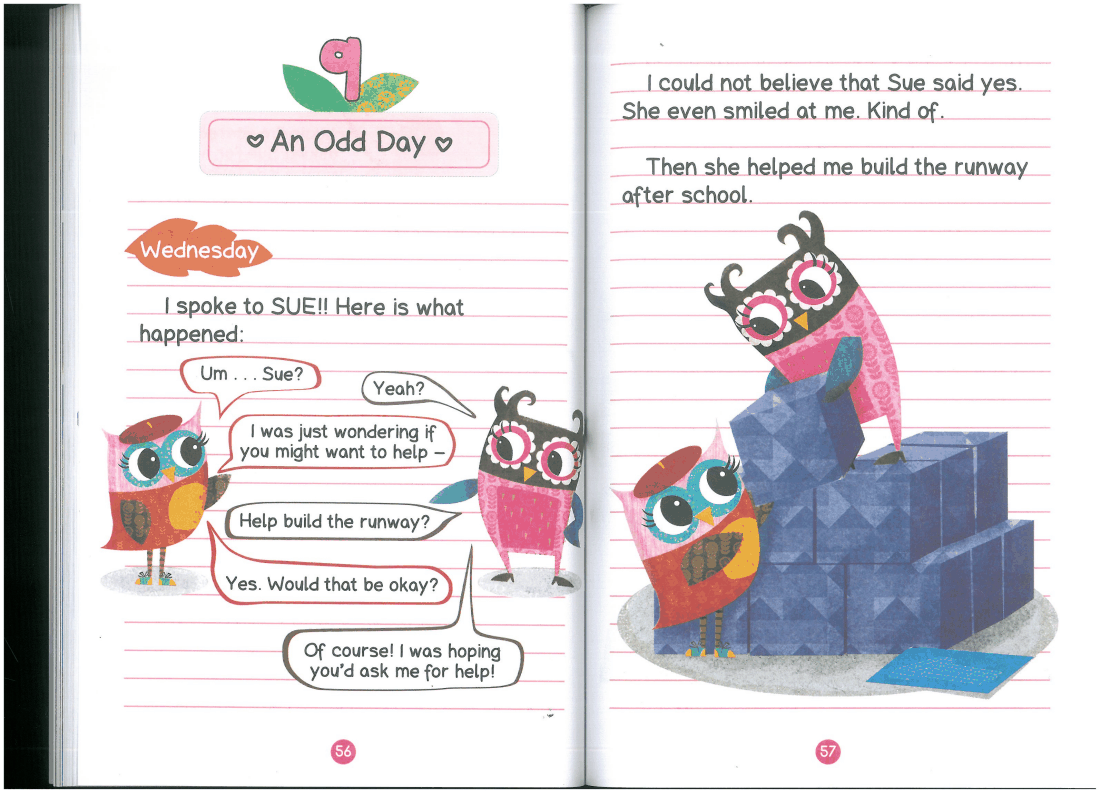 9
An Odd Day
Wednesday
I spoke to SUE!! Here is what
happened:
Um . . . Sue?
Yeah?
I was just wondering if
you might want to help –
Help build the runway?
Yes. Would that be okay?
Of course! I was hoping
you'd ask me for help!
56
I could not believe that Sue said yes.
She even smiled at me. Kind of.
Then she helped me build the runway
after school.
57